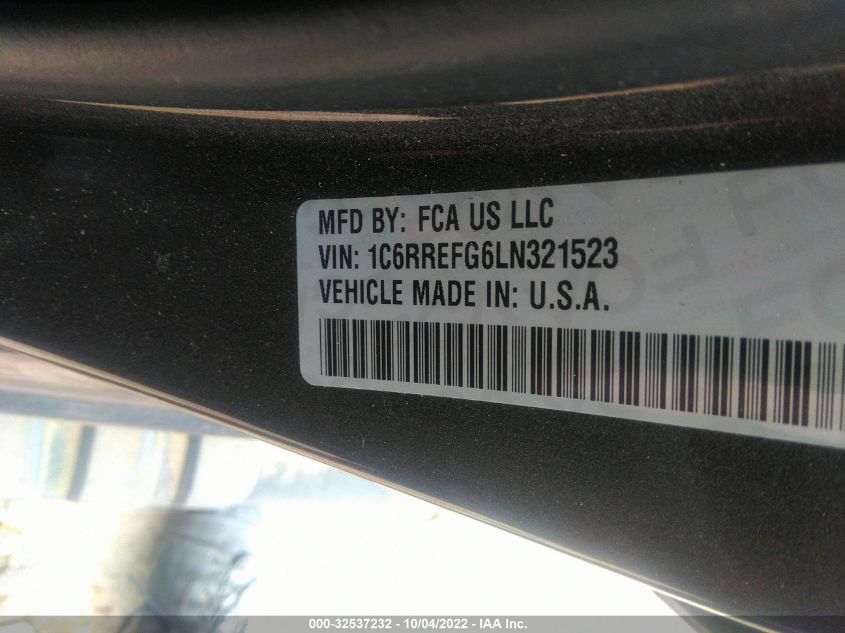 MFD BY: FCA US LLC
VIN: 1C6RREFG6LN321523
VEHICLE MADE IN: U.S.A.
000-32537232 - 10/04/2022 - IAA Inc.